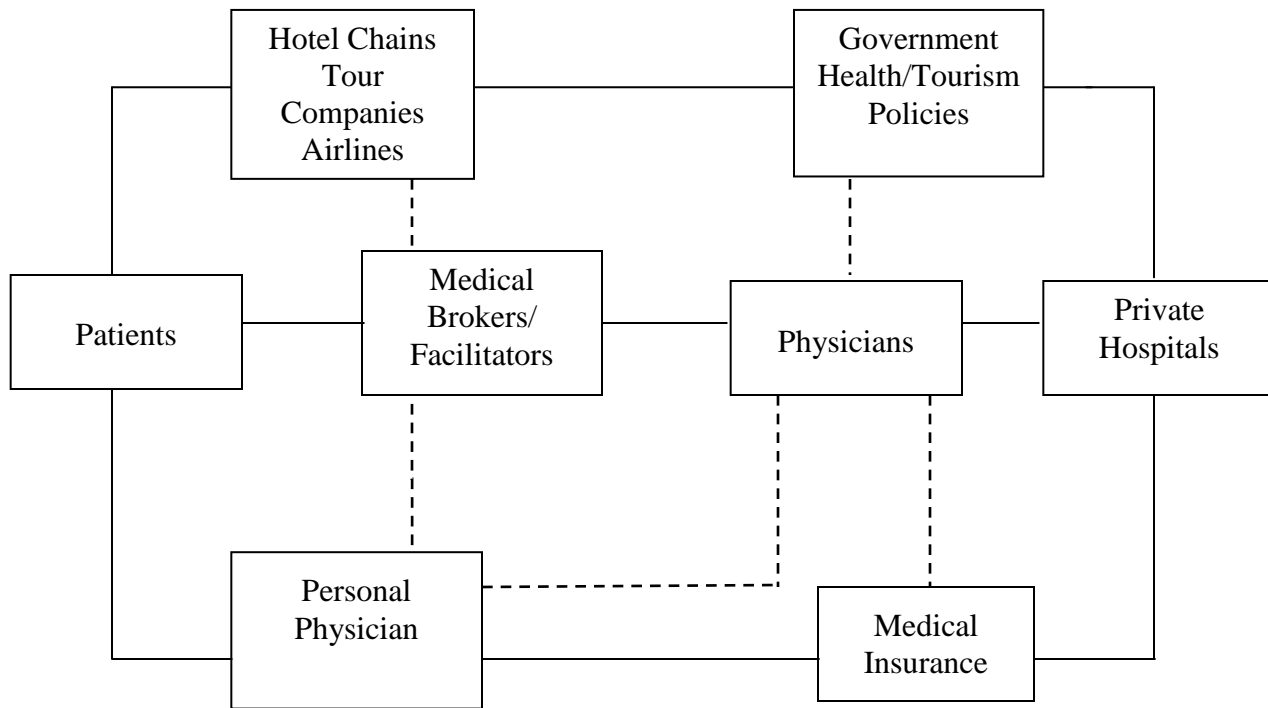 Hotel Chains
Tour
Companies
Airlines
Government
Health/Tourism
Policies
Patients
Medical
Brokers/
Facilitators
Physicians
Private
Hospitals
Personal
Physician
Medical
Insurance